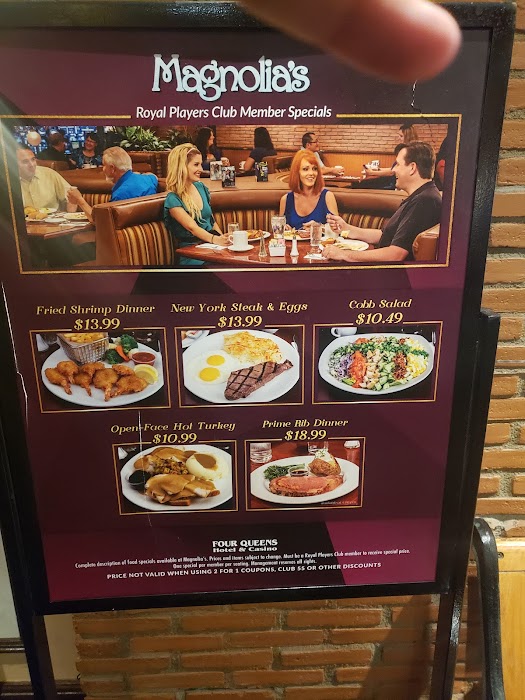 Magnolia's
Royal Players Club Member Specials
Fried Shrimp Dinner
$13.99
New York Steak & Eggs
$13.99
Cobb Salad
$10.49
Open-Face Hot Turkey
$10.99
Prime Rib Dinner
$18.99
FOUR QUEENS
Hotel & Casino
Complete description of food specials available at Magnolia's. Prices and items subject to change. Must be a Royal Players Club member to receive special price.
One special per member per seating. Management reserves all rights.
PRICE NOT VALID WHEN USING 2 FOR 1 COUPONS, CLUB $5 OR OTHER DISCOUNTS